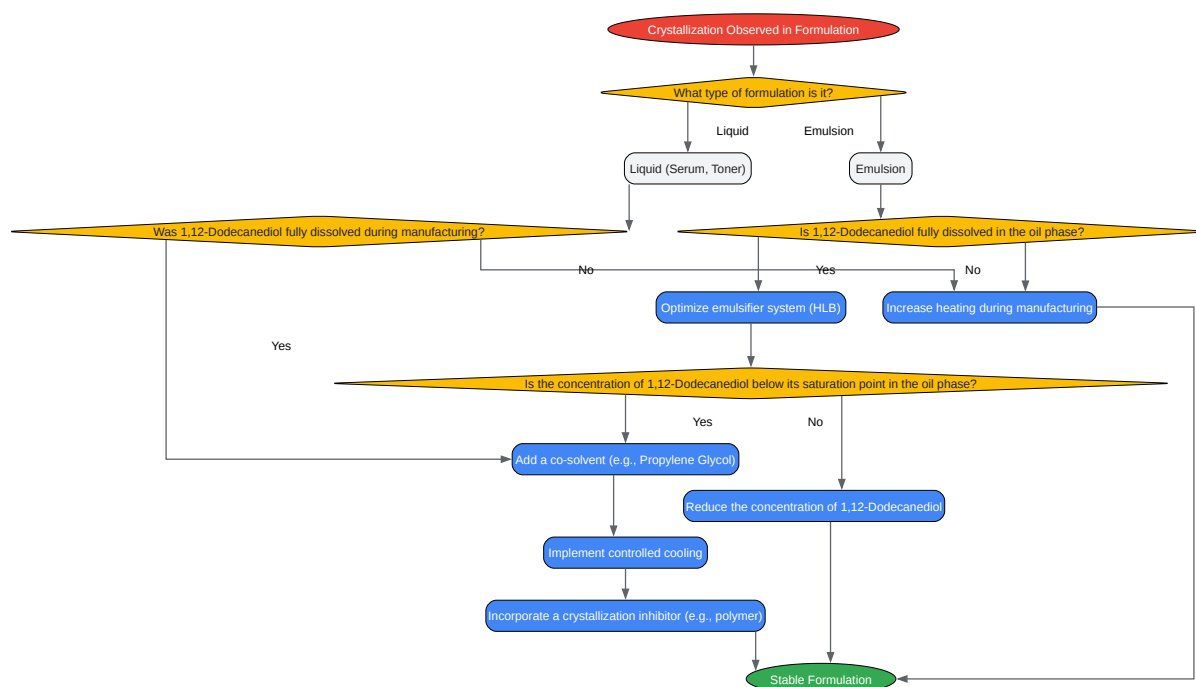 Crystallization Observed in Formulation
What type of formulation is it?
Liquid
Emulsion
Liquid (Serum, Toner)
Emulsion
Was 1,12-Dodecanediol fully dissolved during manufacturing?
Is 1,12-Dodecanediol fully dissolved in the oil phase?
No
Yes
No
Optimize emulsifier system (HLB)
Increase heating during manufacturing
Yes
Is the concentration of 1,12-Dodecanediol below its saturation point in the oil phase?
Yes
No
Add a co-solvent (e.g., Propylene Glycol)
Reduce the concentration of 1,12-Dodecanediol
Implement controlled cooling
Incorporate a crystallization inhibitor (e.g., polymer)
Stable Formulation